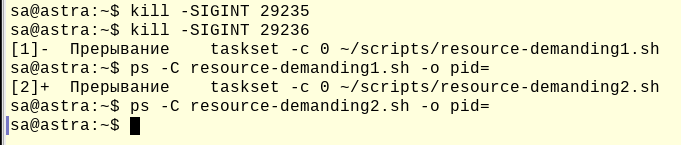 sa@astra:~$ kill -SIGINT 29235
sa@astra:~$ kill -SIGINT 29236
[1]-  Прерывание    taskset -c 0 ~/scripts/resource-demanding1.sh
sa@astra:~$ ps -C resource-demanding1.sh -o pid=
[2]+  Прерывание    taskset -c 0 ~/scripts/resource-demanding2.sh
sa@astra:~$ ps -C resource-demanding2.sh -o pid=
sa@astra:~$